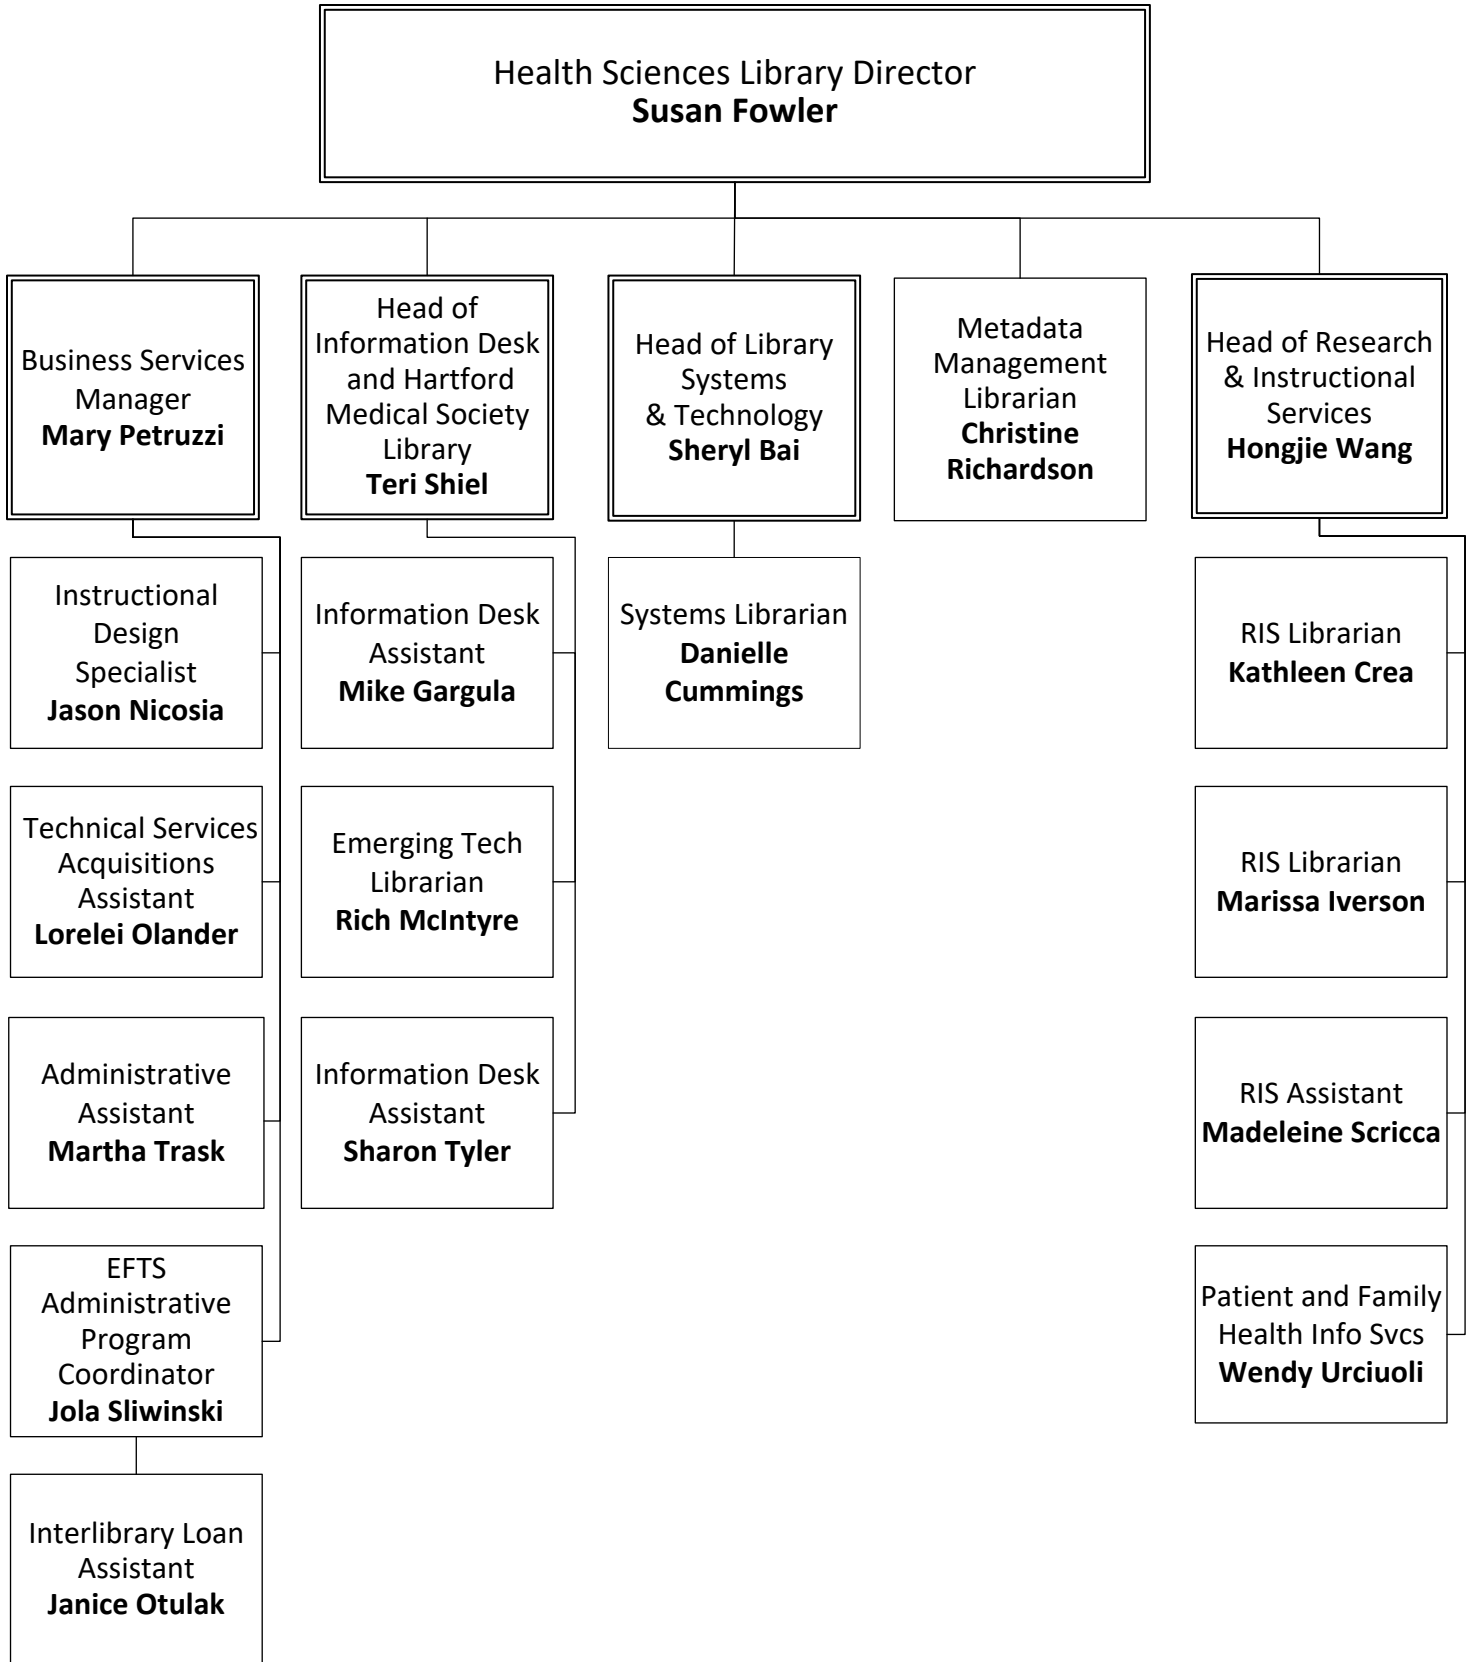 Health Sciences Library Director
Susan Fowler
Business Services
Manager
Mary Petruzzi
Head of
Information Desk
and Hartford
Medical Society
Library
Teri Shiel
Head of Library
Systems
& Technology
Sheryl Bai
Metadata
Management
Librarian
Christine
Richardson
Head of Research
& Instructional
Services
Hongjie Wang
Instructional
Design
Specialist
Jason Nicosia
Information Desk
Assistant
Mike Gargula
Systems Librarian
Danielle
Cummings
RIS Librarian
Kathleen Crea
Technical Services
Acquisitions
Assistant
Lorelei Olander
Emerging Tech
Librarian
Rich McIntyre
RIS Librarian
Marissa Iverson
Administrative
Assistant
Martha Trask
Information Desk
Assistant
Sharon Tyler
RIS Assistant
Madeleine Scricca
EFTS
Administrative
Program
Coordinator
Jola Sliwinski
Patient and Family
Health Info Svcs
Wendy Urciuoli
Interlibrary Loan
Assistant
Janice Otulak